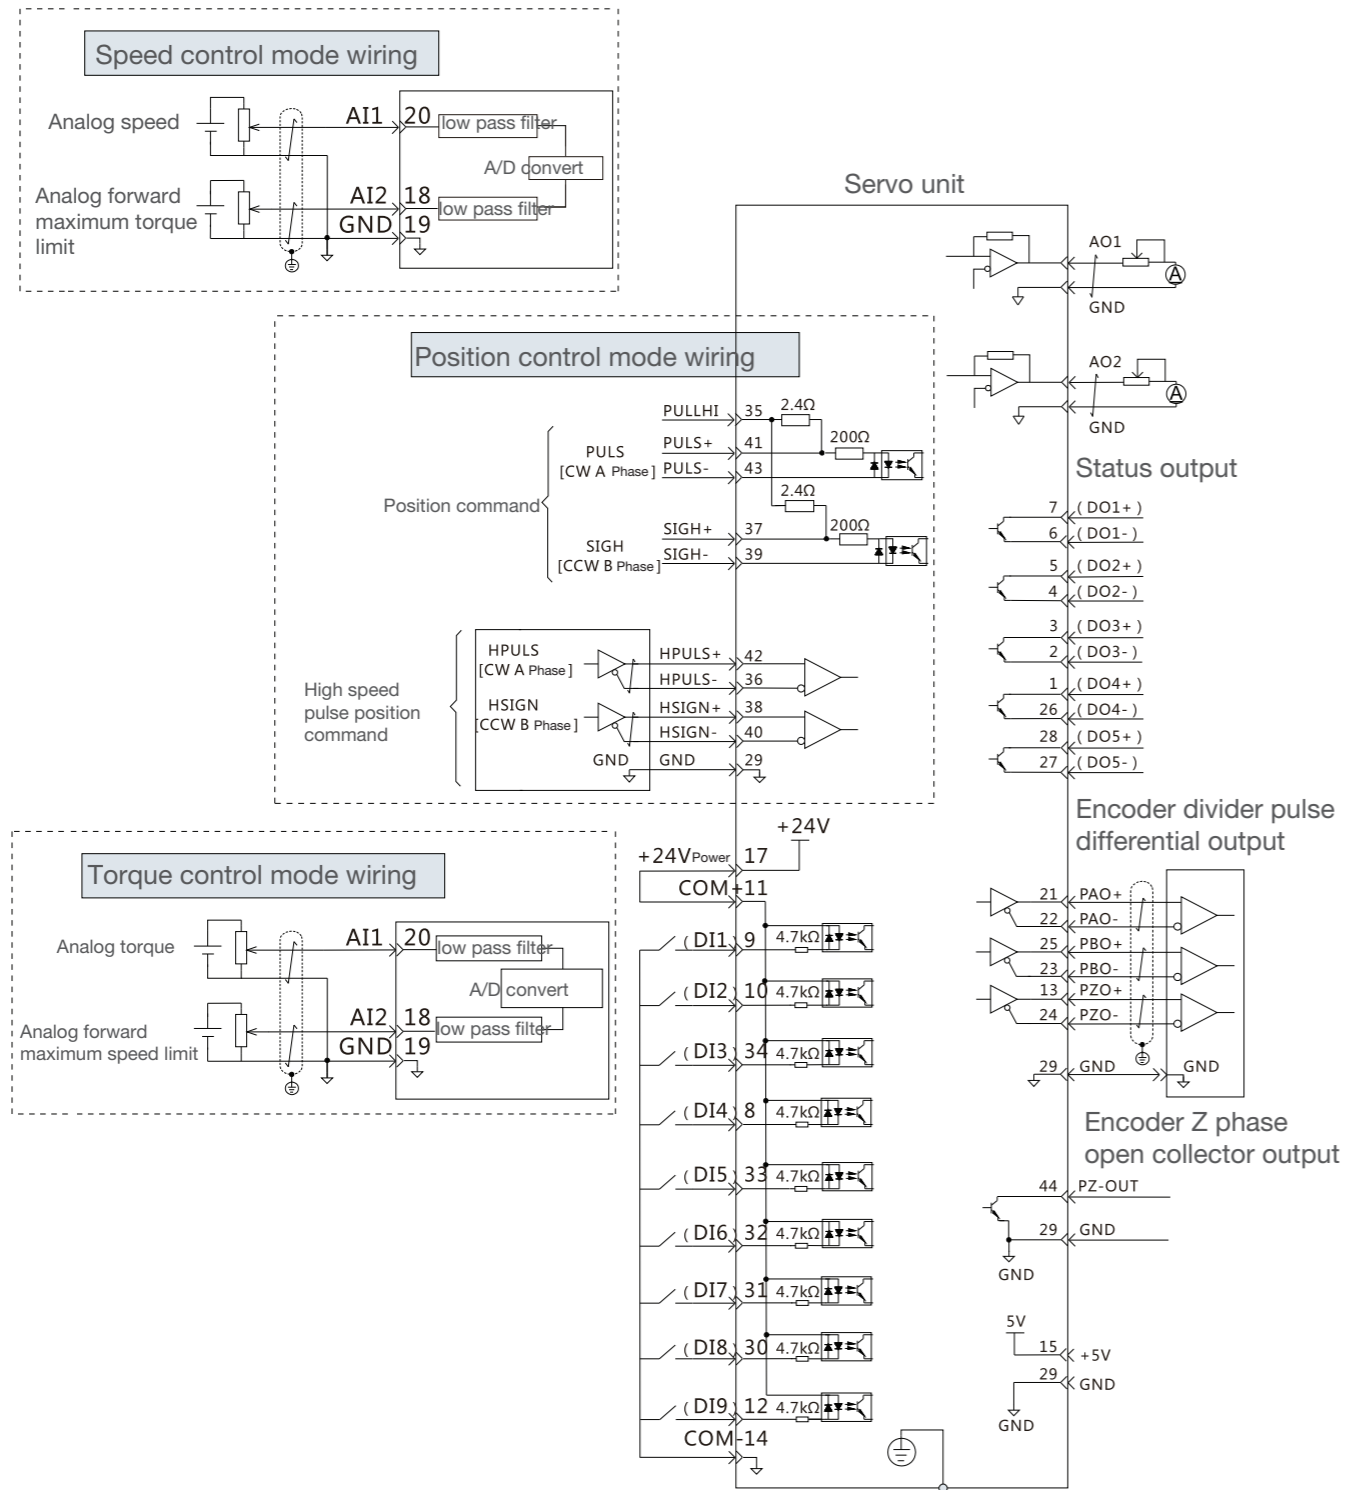 Speed control mode wiring
Analog speed
AI1 20
low pass filter
A/D convert
Analog forward
maximum torque
limit
AI2 18
low pass filter
GND 19
Servo unit
AO1
A
GND
AO2
A
GND
Position control mode wiring
PULLHI 35 2.4Ω
PULS+ 41 200Ω
PULS
[CW A Phase] PULS- 43
2.4Ω
Position command
SIGH+ 37 200Ω
SIGH
[CCW B Phase] SIGH- 39
High speed
pulse position
command
HPULS
[CW A Phase]
HPULS+ 42
HPULS- 36
HSIGN
[CCW B Phase]
HSIGN+ 38
HSIGN- 40
GND GND 29
Status output
7 (DO1+)
6 (DO1-)
5 (DO2+)
4 (DO2-)
3 (DO3+)
2 (DO3-)
1 (DO4+)
26 (DO4-)
28 (DO5+)
27 (DO5-)
Torque control mode wiring
Analog torque
AI1 20
low pass filter
A/D convert
Analog forward
maximum speed limit
AI2 18
low pass filter
GND 19
+24V
+24V Power 17
COM+ 11
(DI1) 9 4.7kΩ
(DI2) 10 4.7kΩ
(DI3) 34 4.7kΩ
(DI4) 8 4.7kΩ
(DI5) 33 4.7kΩ
(DI6) 32 4.7kΩ
(DI7) 31 4.7kΩ
(DI8) 30 4.7kΩ
(DI9) 12 4.7kΩ
COM-14
Encoder divider pulse
differential output
21 PAO+
22 PAO-
25 PBO+
23 PBO-
13 PZO+
24 PZO-
29 GND GND
Encoder Z phase
open collector output
44 PZ-OUT
29 GND
GND
5V
15 +5V
29 GND
GND